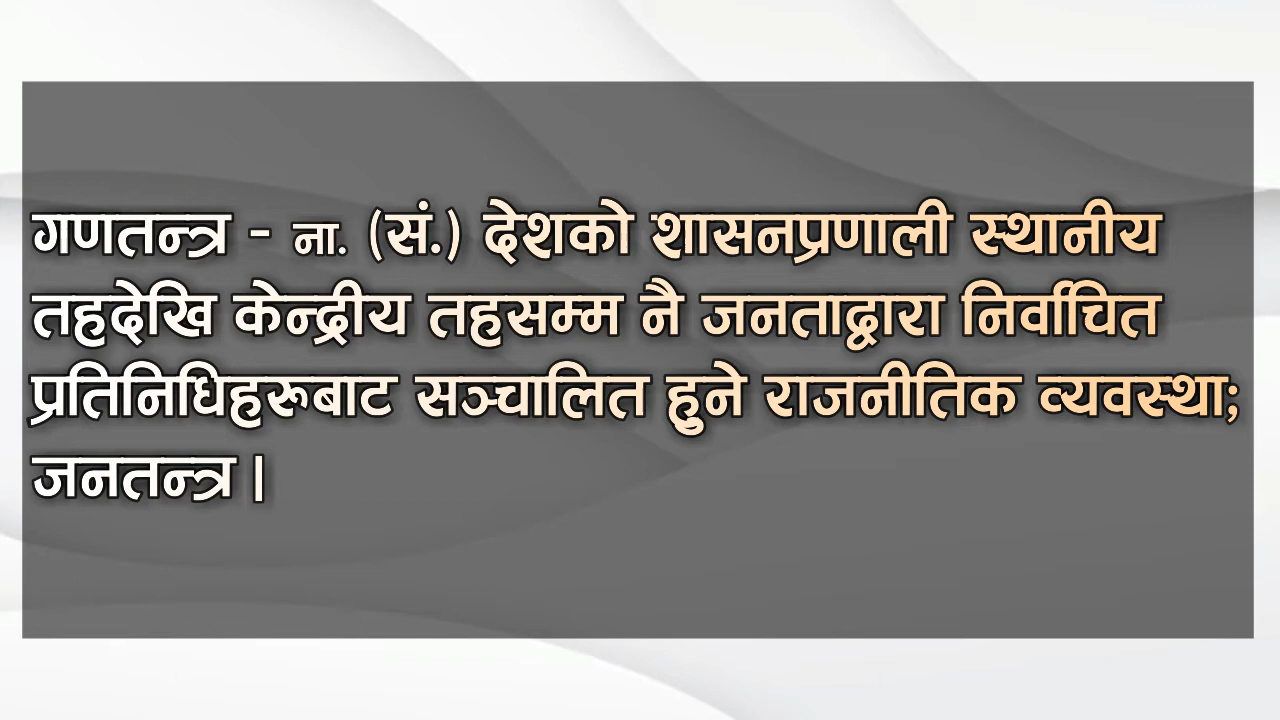 गणतन्त्र - ना. (सं.) देशको शासनप्रणाली स्थानीय
तहदेखि केन्द्रीय तहसम्म नै जनताद्वारा निर्वाचित
प्रतिनिधिहरूबाट सञ्चालित हुने राजनीतिक व्यवस्था;
जनतन्त्र ।